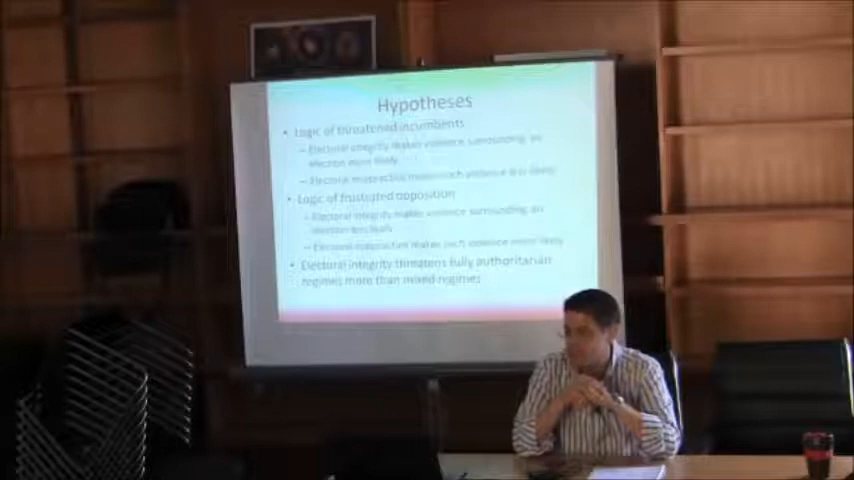 Hypotheses
• Logic of threatened incumbents
– Electoral integrity makes violence surrounding an
election more likely
– Electoral malpractice makes such violence less likely
• Logic of frustrated opposition
– Electoral integrity makes violence surrounding an
election less likely
– Electoral malpractice makes such violence more likely
• Electoral integrity threatens fully authoritarian
regimes more than mixed regimes